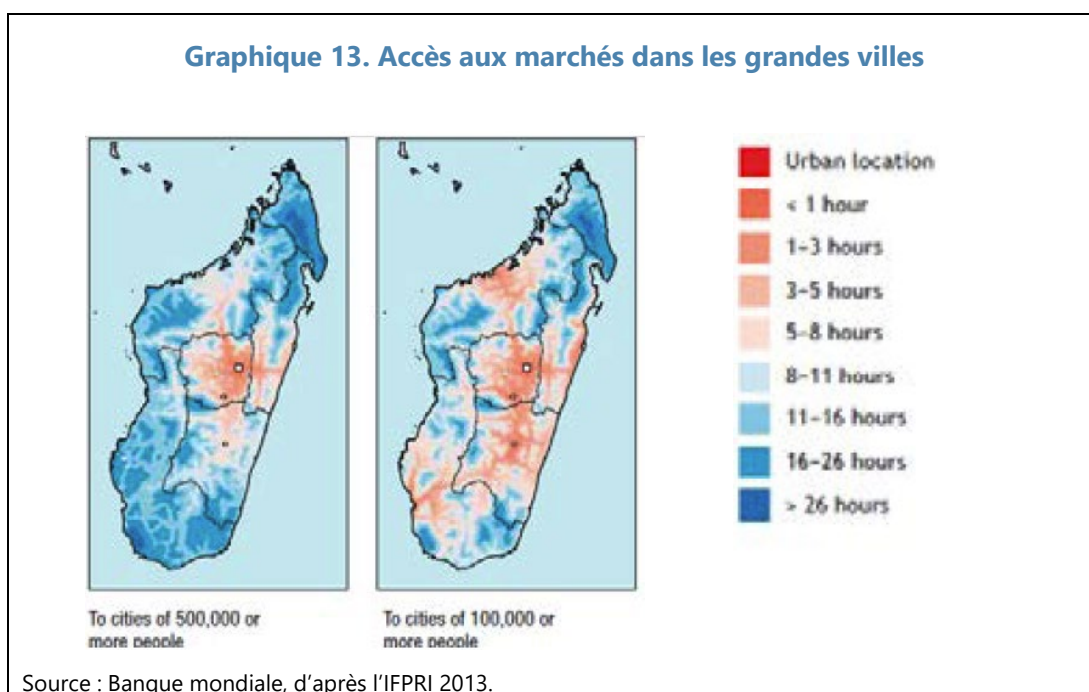 Graphique 13. Accès aux marchés dans les grandes villes
Urban location
< 1 hour
1–3 hours
3–5 hours
5–8 hours
8–11 hours
11–16 hours
16–26 hours
> 26 hours
To cities of 500,000 or
more people
To cities of 100,000 or
more people
Source : Banque mondiale, d’après l’IFPRI 2013.